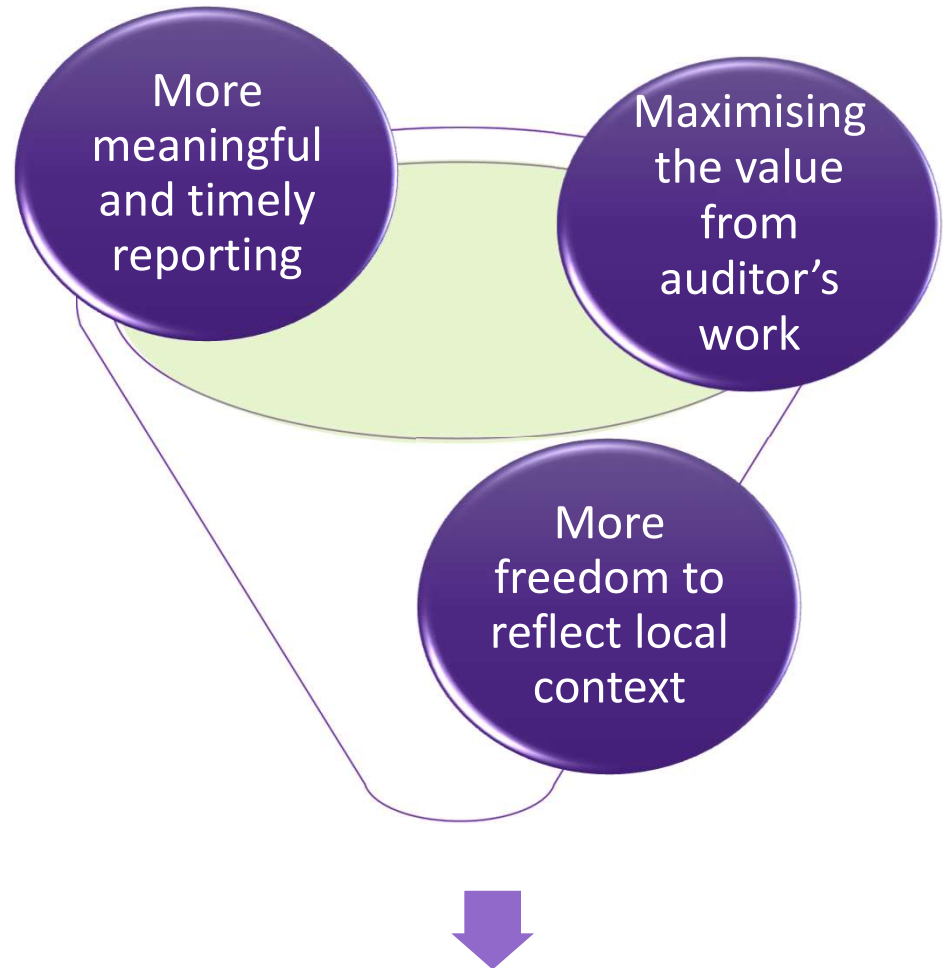 More
meaningful
and timely
reporting
Maximising
the value
from
auditor’s
work
More
freedom to
reflect local
context